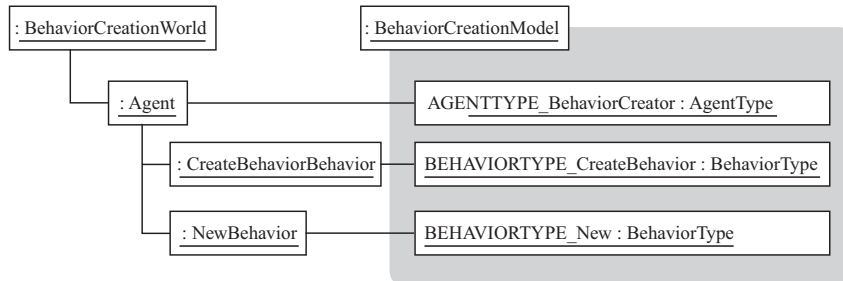 : BehaviorCreationWorld
: BehaviorCreationModel
: Agent
AGENTTYPE_BehaviorCreator : AgentType
: CreateBehaviorBehavior
BEHAVIORTYPE_CreateBehavior : BehaviorType
: NewBehavior
BEHAVIORTYPE_New : BehaviorType